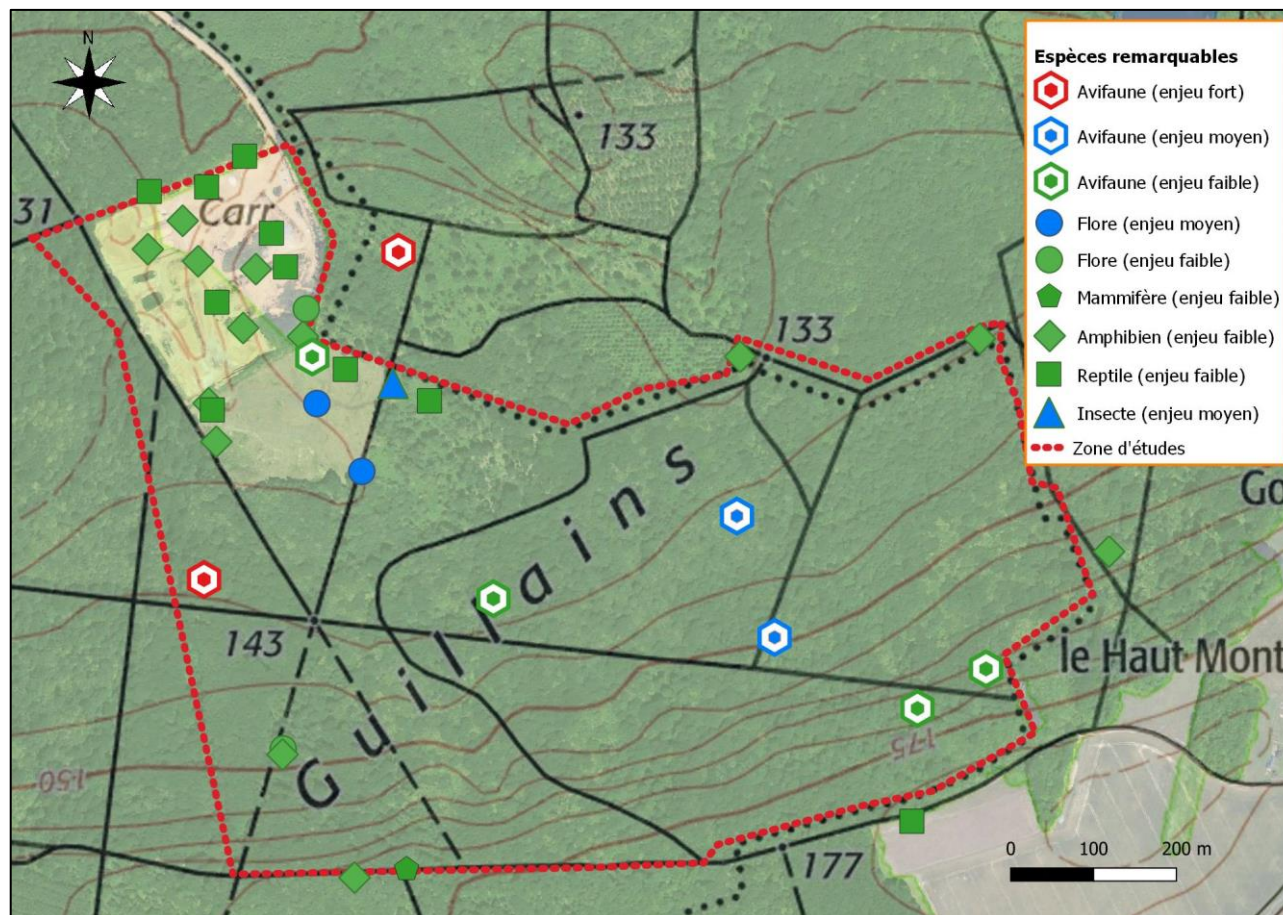 N
Espèces remarquables
Avifaune (enjeu fort)
Avifaune (enjeu moyen)
Avifaune (enjeu faible)
Flore (enjeu moyen)
Flore (enjeu faible)
Mammifère (enjeu faible)
Amphibien (enjeu faible)
Reptile (enjeu faible)
Insecte (enjeu moyen)
Zone d'études
133
31
Carr
133
Go
Guillains
143
le Haut Mont
175
150
177
0 100 200 m